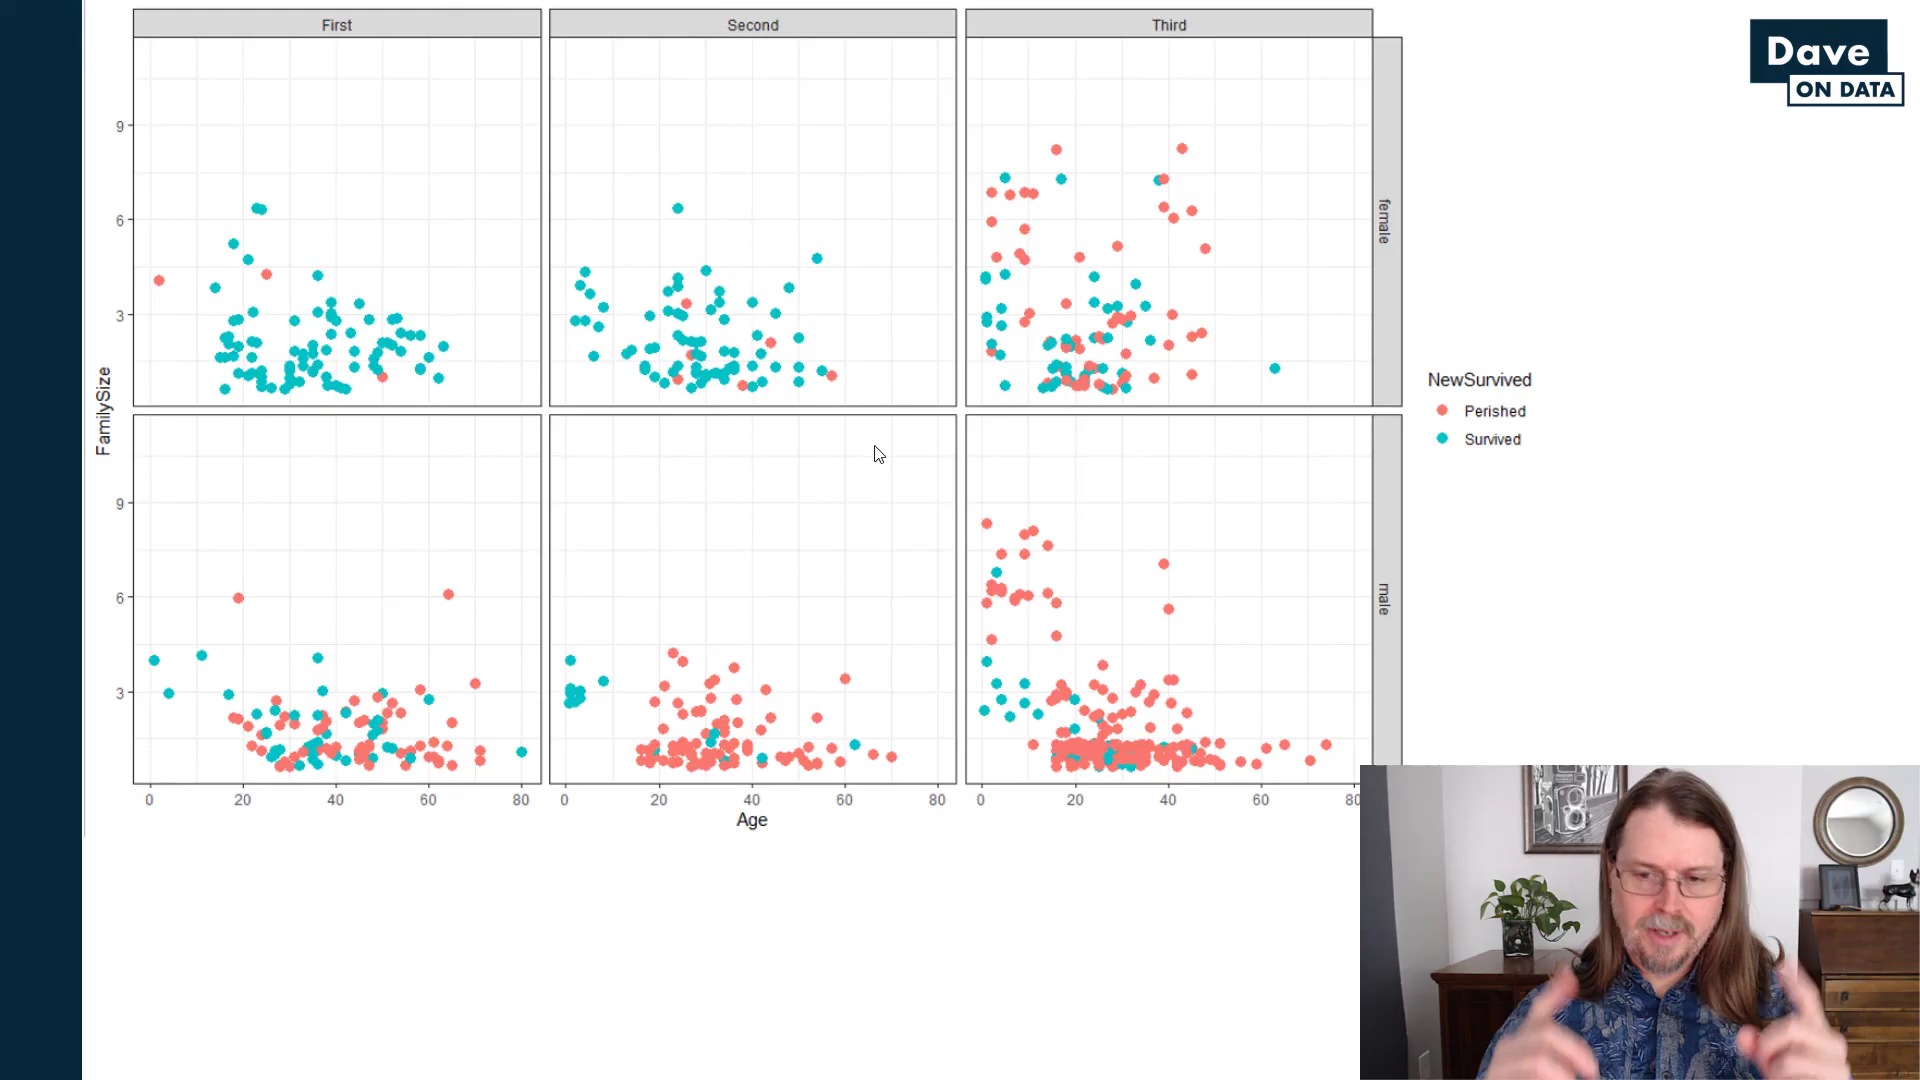 First Second Third
Dave
ON DATA
9
6
3
female
FamilySize
9
6
3
male
NewSurvived
Perished
Survived
0 20 40 60 80 0 20 40 60 80 0 20 40 60 80
Age